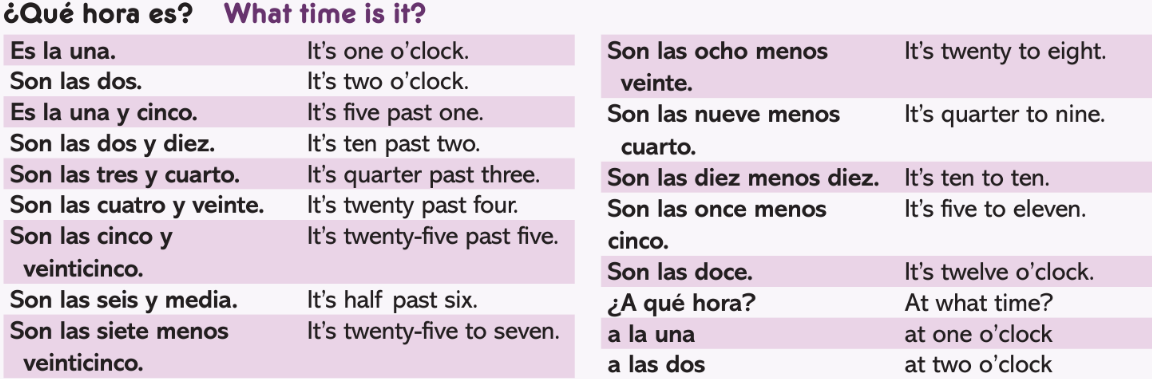 ¿Qué hora es? What time is it?
Es la una. It's one o'clock.
Son las dos. It's two o'clock.
Es la una y cinco. It's five past one.
Son las dos y diez. It's ten past two.
Son las tres y cuarto. It's quarter past three.
Son las cuatro y veinte. It's twenty past four.
Son las cinco y It's twenty-five past five.
veinticinco.
Son las seis y media. It's half past six.
Son las siete menos It's twenty-five to seven.
veinticinco.
Son las ocho menos It's twenty to eight.
veinte.
Son las nueve menos It's quarter to nine.
cuarto.
Son las diez menos diez. It's ten to ten.
Son las once menos It's five to eleven.
cinco.
Son las doce. It's twelve o'clock.
¿A qué hora? At what time?
a la una at one o'clock
a las dos at two o'clock